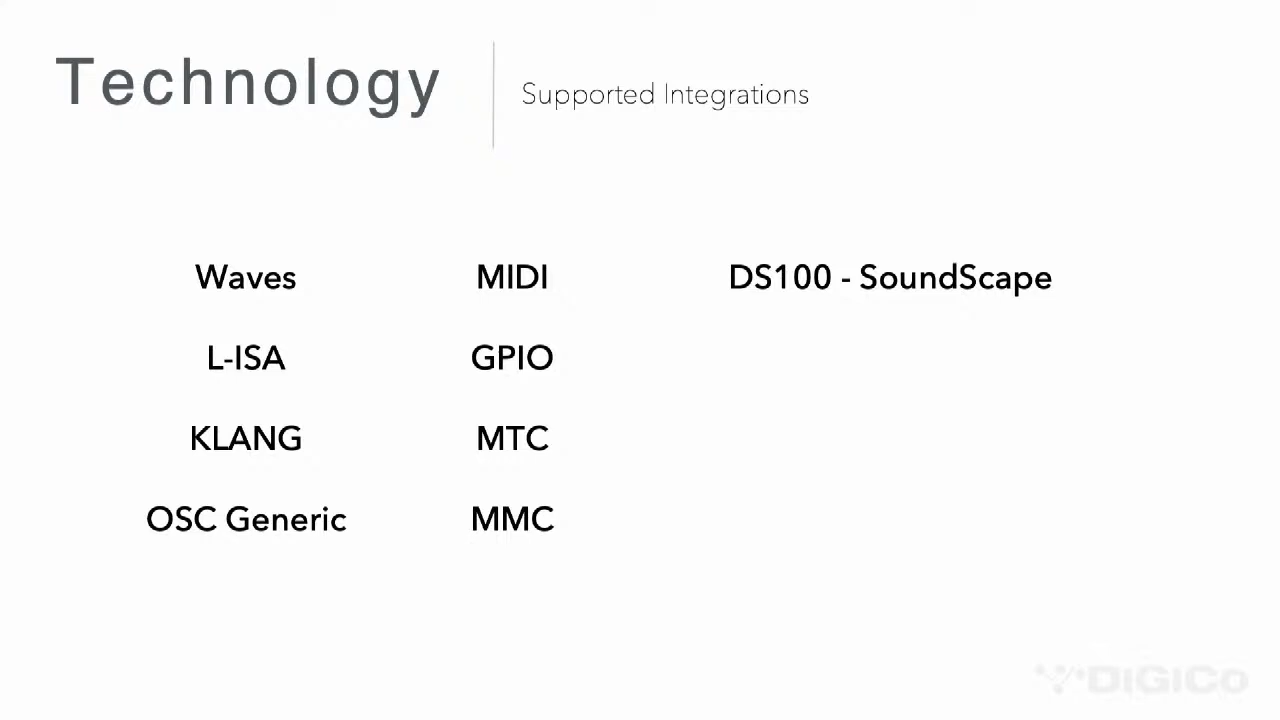 Technology
Supported Integrations
Waves
L-ISA
KLANG
OSC Generic
MIDI
GPIO
MTC
MMC
DS100 - SoundScape
DiGiCo